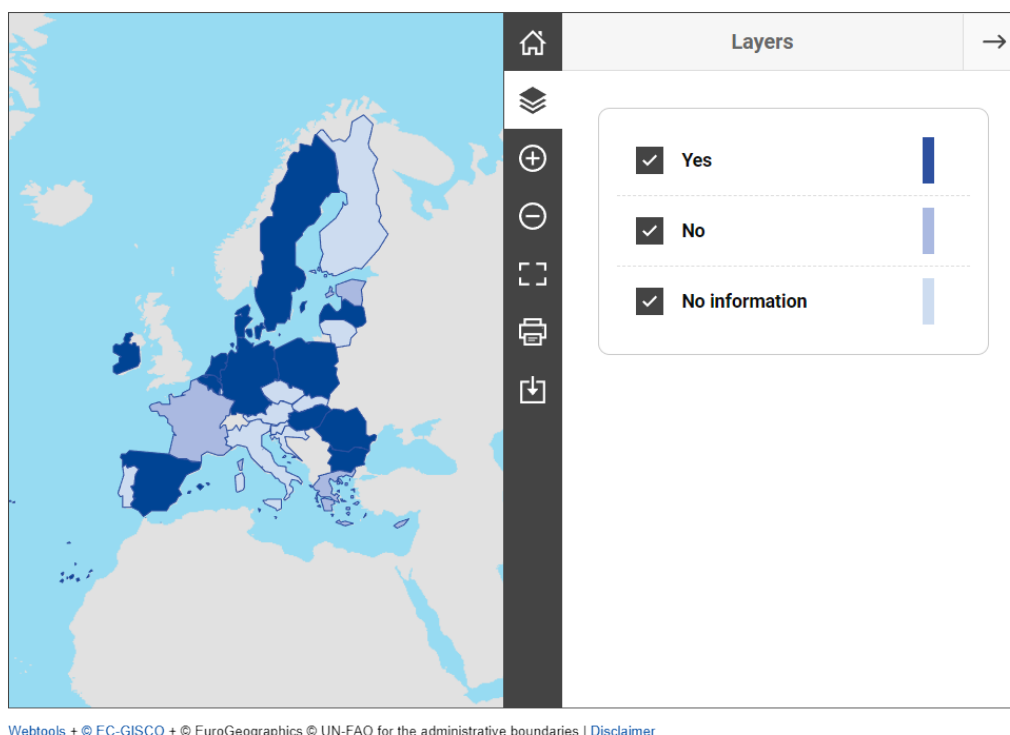 Layers
Yes
No
No information
Webtools + © EC-GISCO + © EuroGeographics © UN-FAO for the administrative boundaries | Disclaimer